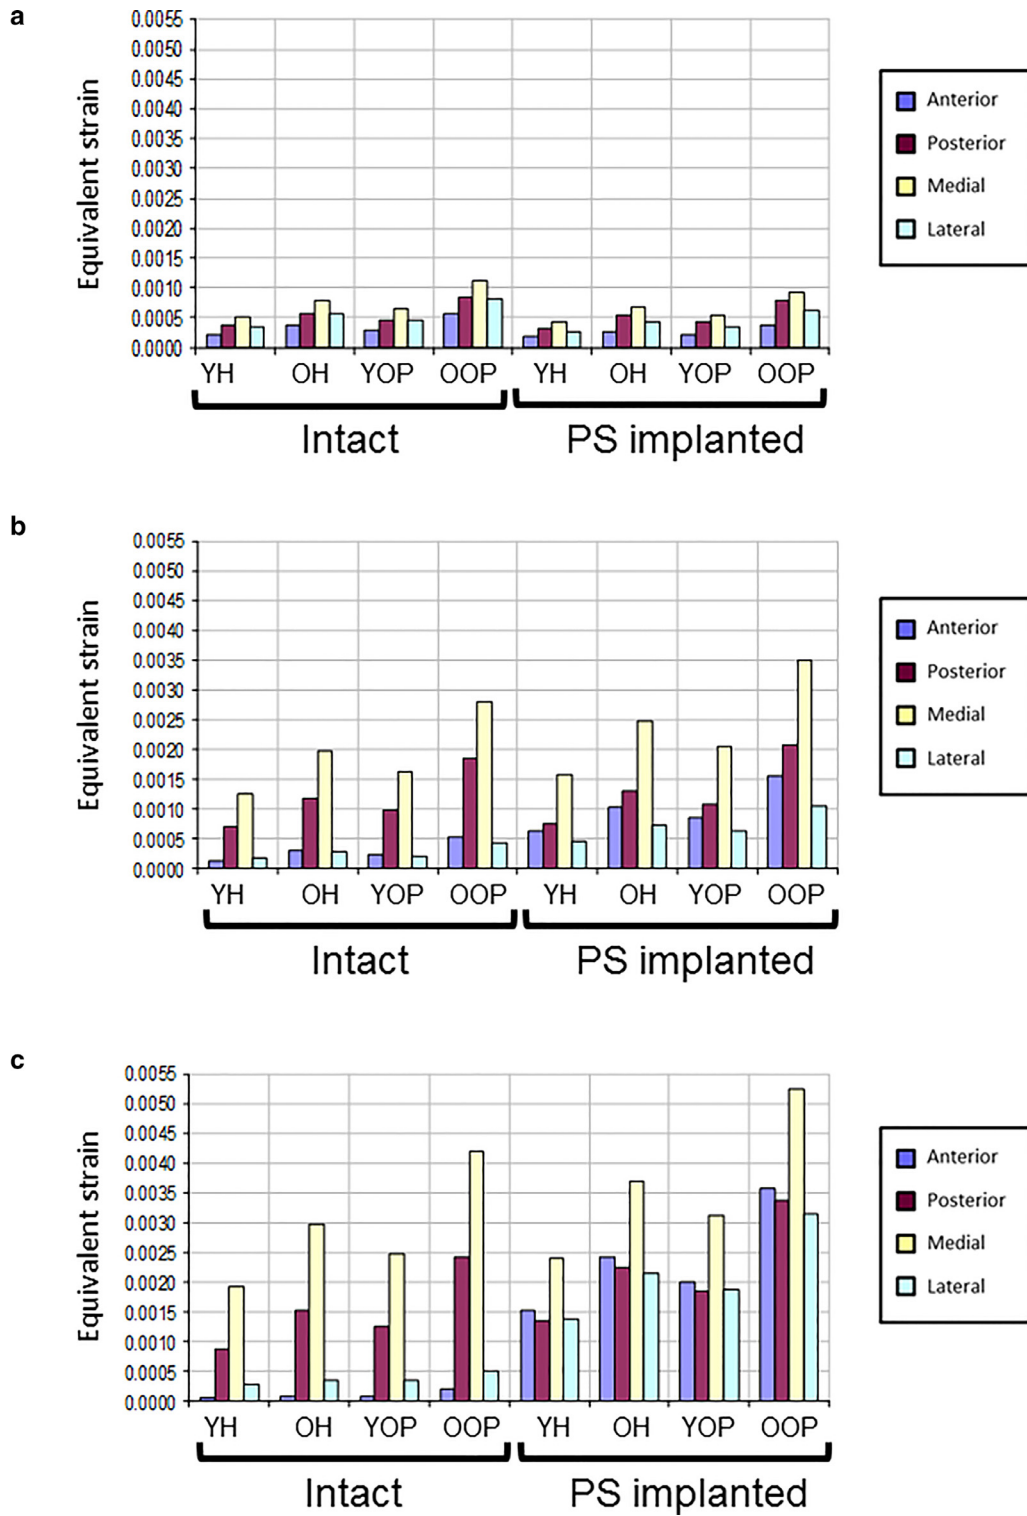 a
0.0055
0.0050
0.0045
0.0040
0.0035
0.0030
0.0025
0.0020
0.0015
0.0010
0.0005
0.0000
Equivalent strain
YH OH YOP OOP YH OH YOP OOP
Intact PS implanted
Anterior
Posterior
Medial
Lateral
b
0.0055
0.0050
0.0045
0.0040
0.0035
0.0030
0.0025
0.0020
0.0015
0.0010
0.0005
0.0000
Equivalent strain
YH OH YOP OOP YH OH YOP OOP
Intact PS implanted
Anterior
Posterior
Medial
Lateral
c
0.0055
0.0050
0.0045
0.0040
0.0035
0.0030
0.0025
0.0020
0.0015
0.0010
0.0005
0.0000
Equivalent strain
YH OH YOP OOP YH OH YOP OOP
Intact PS implanted
Anterior
Posterior
Medial
Lateral